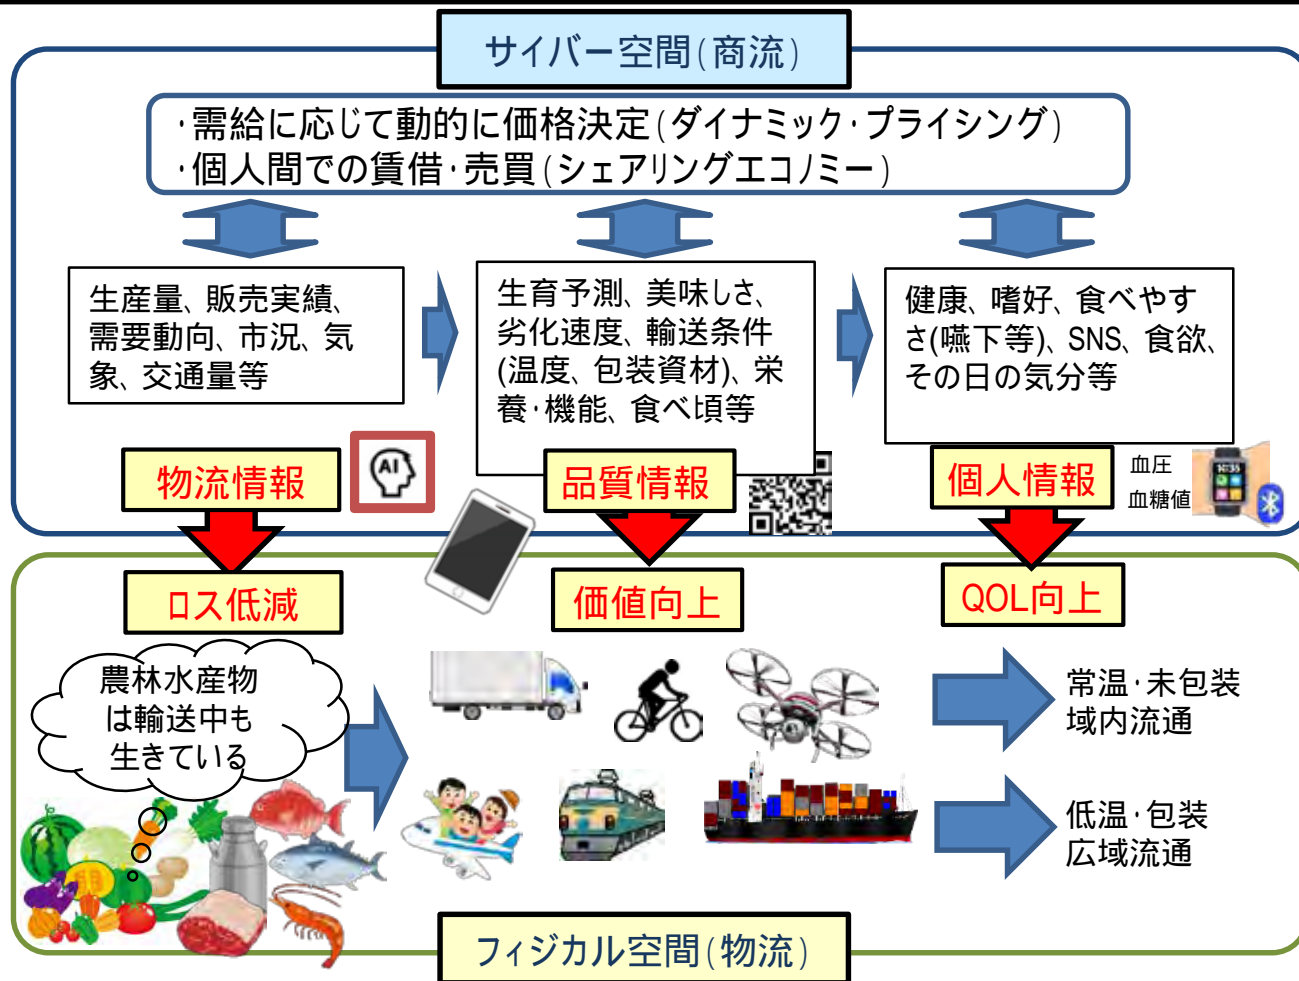 サイバー空間(商流)
・需給に応じて動的に価格決定(ダイナミック・プライシング)
・個人間での賃借・売買(シェアリングエコノミー)
生産量、販売実績、
需要動向、市況、気
象、交通量等
生育予測、美味しさ、
劣化速度、輸送条件
(温度、包装資材)、栄
養・機能、食べ頃等
健康、嗜好、食べやす
さ(嚥下等)、SNS、食欲、
その日の気分等
物流情報
AI
品質情報
個人情報
血圧
血糖値
10:35
ロス低減
価値向上
QOL向上
農林水産物
は輸送中も
生きている
常温・未包装
域内流通
低温・包装
広域流通
フィジカル空間(物流)